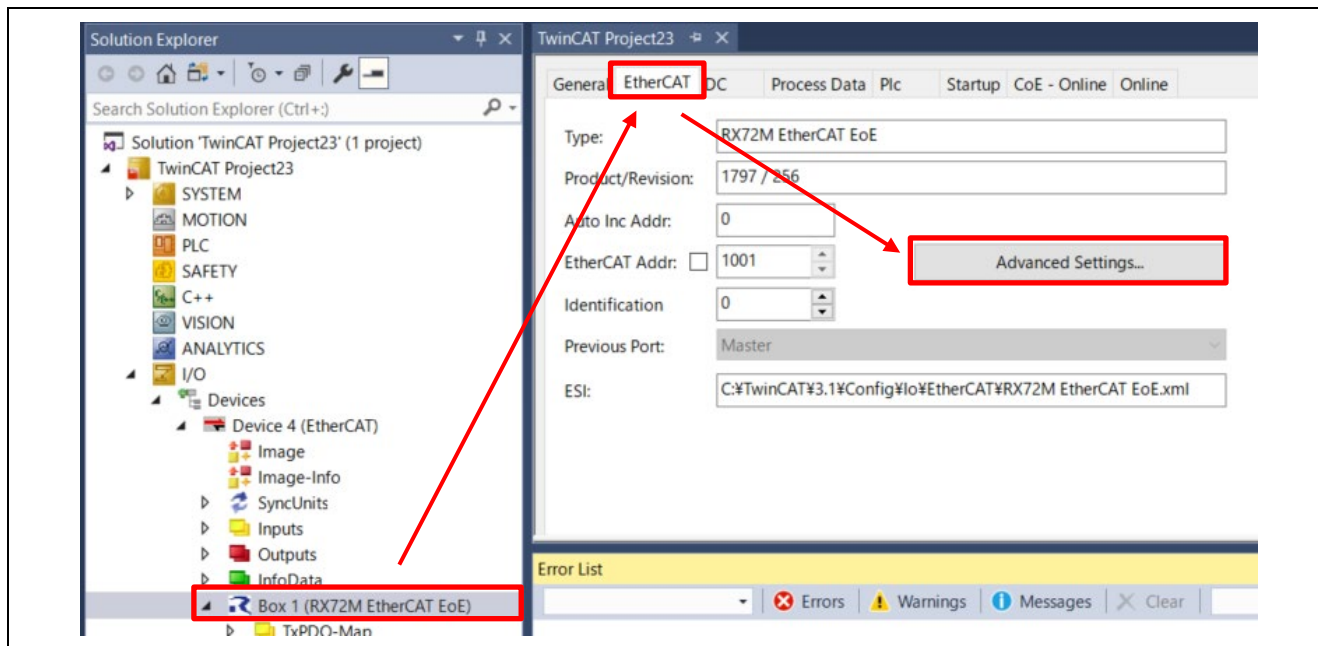 Solution Explorer
Search Solution Explorer (Ctrl+;)
Solution 'TwinCAT Project23' (1 project)
TwinCAT Project23
SYSTEM
MOTION
PLC
SAFETY
C++
VISION
ANALYTICS
I/O
Devices
Device 4 (EtherCAT)
Image
Image-Info
SyncUnits
Inputs
Outputs
InfoData
Box 1 (RX72M EtherCAT EoE)
TxPDO-Map
TwinCAT Project23
General EtherCAT DC Process Data Plc Startup CoE - Online Online
Type: RX72M EtherCAT EoE
Product/Revision: 1797 / 256
Auto Inc Addr: 0
EtherCAT Addr: 1001 Advanced Settings...
Identification 0
Previous Port: Master
ESI: C:¥TwinCAT¥3.1¥Config¥Io¥EtherCAT¥RX72M EtherCAT EoE.xml
Error List
Errors Warnings Messages Clear